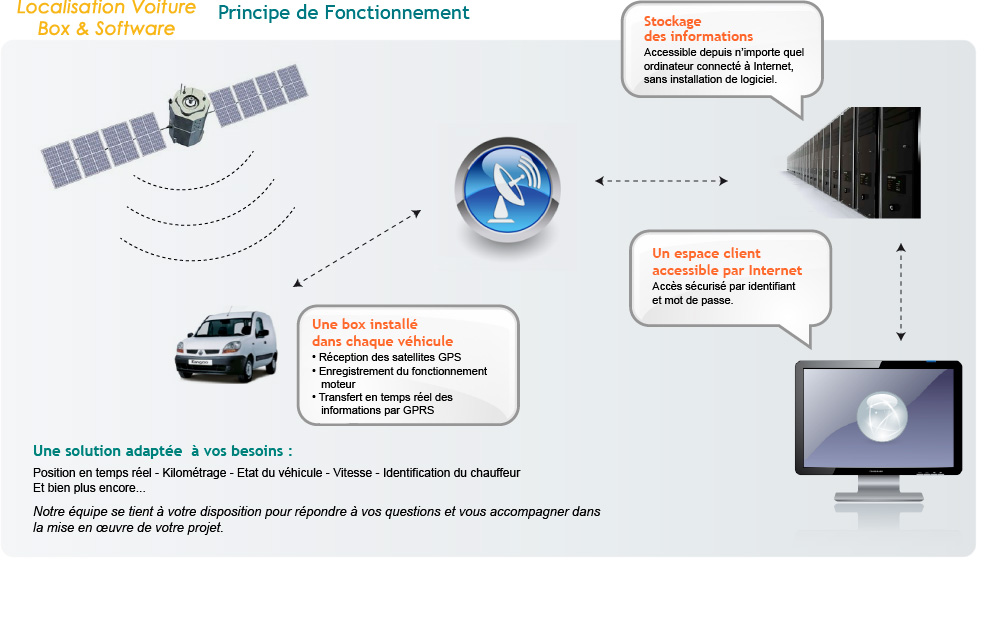 Localisation Voiture
Box & Software
Principe de Fonctionnement
Stockage
des informations
Accessible depuis n'importe quel
ordinateur connecté à Internet,
sans installation de logiciel.
Un espace client
accessible par Internet
Accès sécurisé par identifiant
et mot de passe.
Une box installé
dans chaque véhicule
• Réception des satellites GPS
• Enregistrement du fonctionnement
moteur
• Transfert en temps réel des
informations par GPRS
Une solution adaptée à vos besoins :
Position en temps réel - Kilométrage - Etat du véhicule - Vitesse - Identification du chauffeur
Et bien plus encore...
Notre équipe se tient à votre disposition pour répondre à vos questions et vous accompagner dans
la mise en œuvre de votre projet.